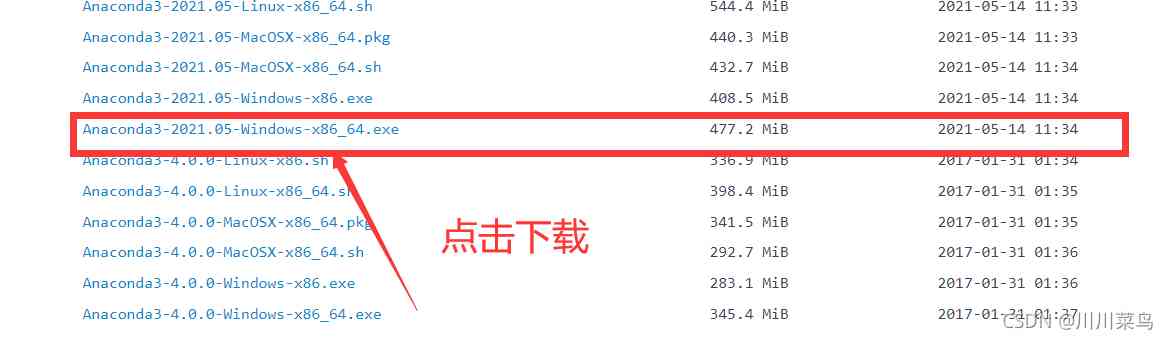 Anaconda3-2021.05-Linux-x86_64.sh 544.4 MiB 2021-05-14 11:33
Anaconda3-2021.05-MacOSX-x86_64.pkg 440.3 MiB 2021-05-14 11:33
Anaconda3-2021.05-MacOSX-x86_64.sh 432.7 MiB 2021-05-14 11:34
Anaconda3-2021.05-Windows-x86.exe 408.5 MiB 2021-05-14 11:34
Anaconda3-2021.05-Windows-x86_64.exe 477.2 MiB 2021-05-14 11:34
Anaconda3-4.0.0-Linux-x86.sh 336.9 MiB 2017-01-31 01:34
Anaconda3-4.0.0-Linux-x86_64.sh 398.4 MiB 2017-01-31 01:35
Anaconda3-4.0.0-MacOSX-x86_64.pkg 341.5 MiB 2017-01-31 01:35
点击下载
Anaconda3-4.0.0-MacOSX-x86_64.sh 292.7 MiB 2017-01-31 01:36
Anaconda3-4.0.0-Windows-x86.exe 283.1 MiB 2017-01-31 01:36
Anaconda3-4.0.0-Windows-x86_64.exe 345.4 MiB 2017-01-31 01:37
CSDN @川川菜鸟